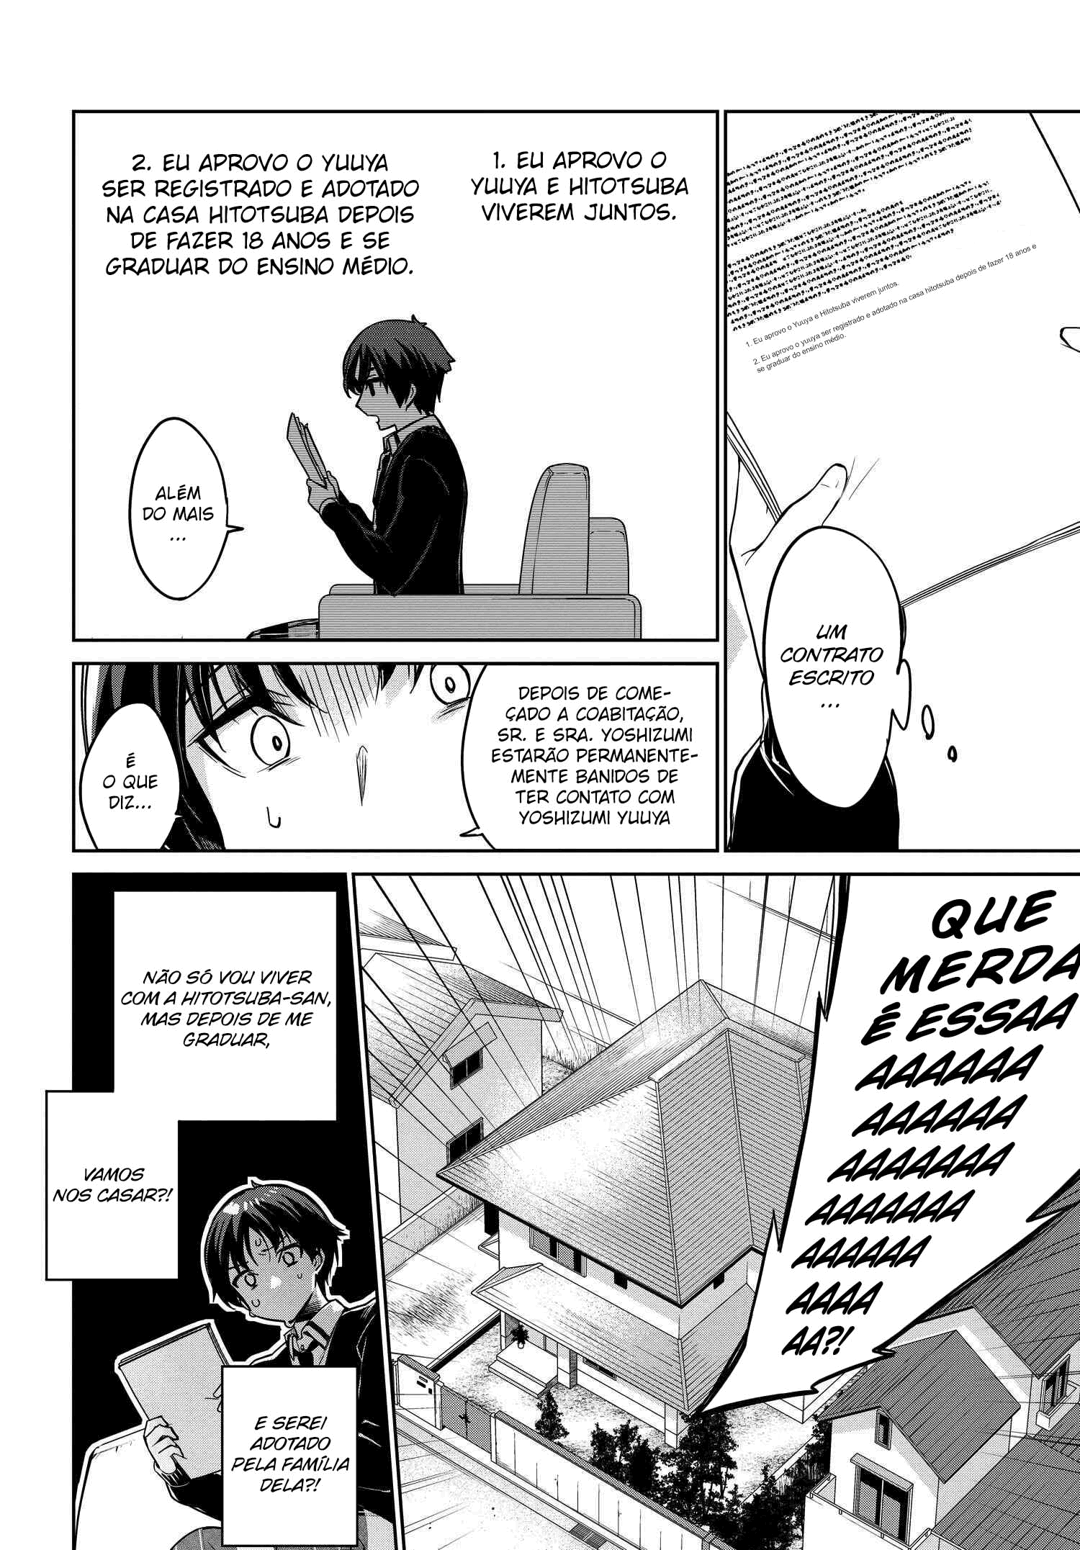 1. Eu aprovo o Yuuya e Hitotsuba viverem juntos.
2. Eu aprovo o yuuya ser registrado e adotado na casa hitotsuba depois de fazer 18 anos e
se graduar do ensino médio.
UM
CONTRATO
ESCRITO
...
1. EU APROVO O
YUUYA E HITOTSUBA
VIVEREM JUNTOS.
2. EU APROVO O YUUYA
SER REGISTRADO E ADOTADO
NA CASA HITOTSUBA DEPOIS
DE FAZER 18 ANOS E SE
GRADUAR DO ENSINO MÉDIO.
ALÉM
DO MAIS
...
DEPOIS DE COME-
ÇADO A COABITAÇÃO,
SR. E SRA. YOSHIZUMI
ESTARÃO PERMANENTE-
MENTE BANIDOS DE
TER CONTATO COM
YOSHIZUMI YUUYA
É
O QUE
DIZ...
QUE
MERDA
É ESSAA
AAAAAA
AAAAAA
AAAAAAA
AAAAAAA
AAAAAA
AAAA
AA?!
NÃO SÓ VOU VIVER
COM A HITOTSUBA-SAN,
MAS DEPOIS DE ME
GRADUAR,
VAMOS
NOS CASAR?!
E SEREI
ADOTADO
PELA FAMÍLIA
DELA?!